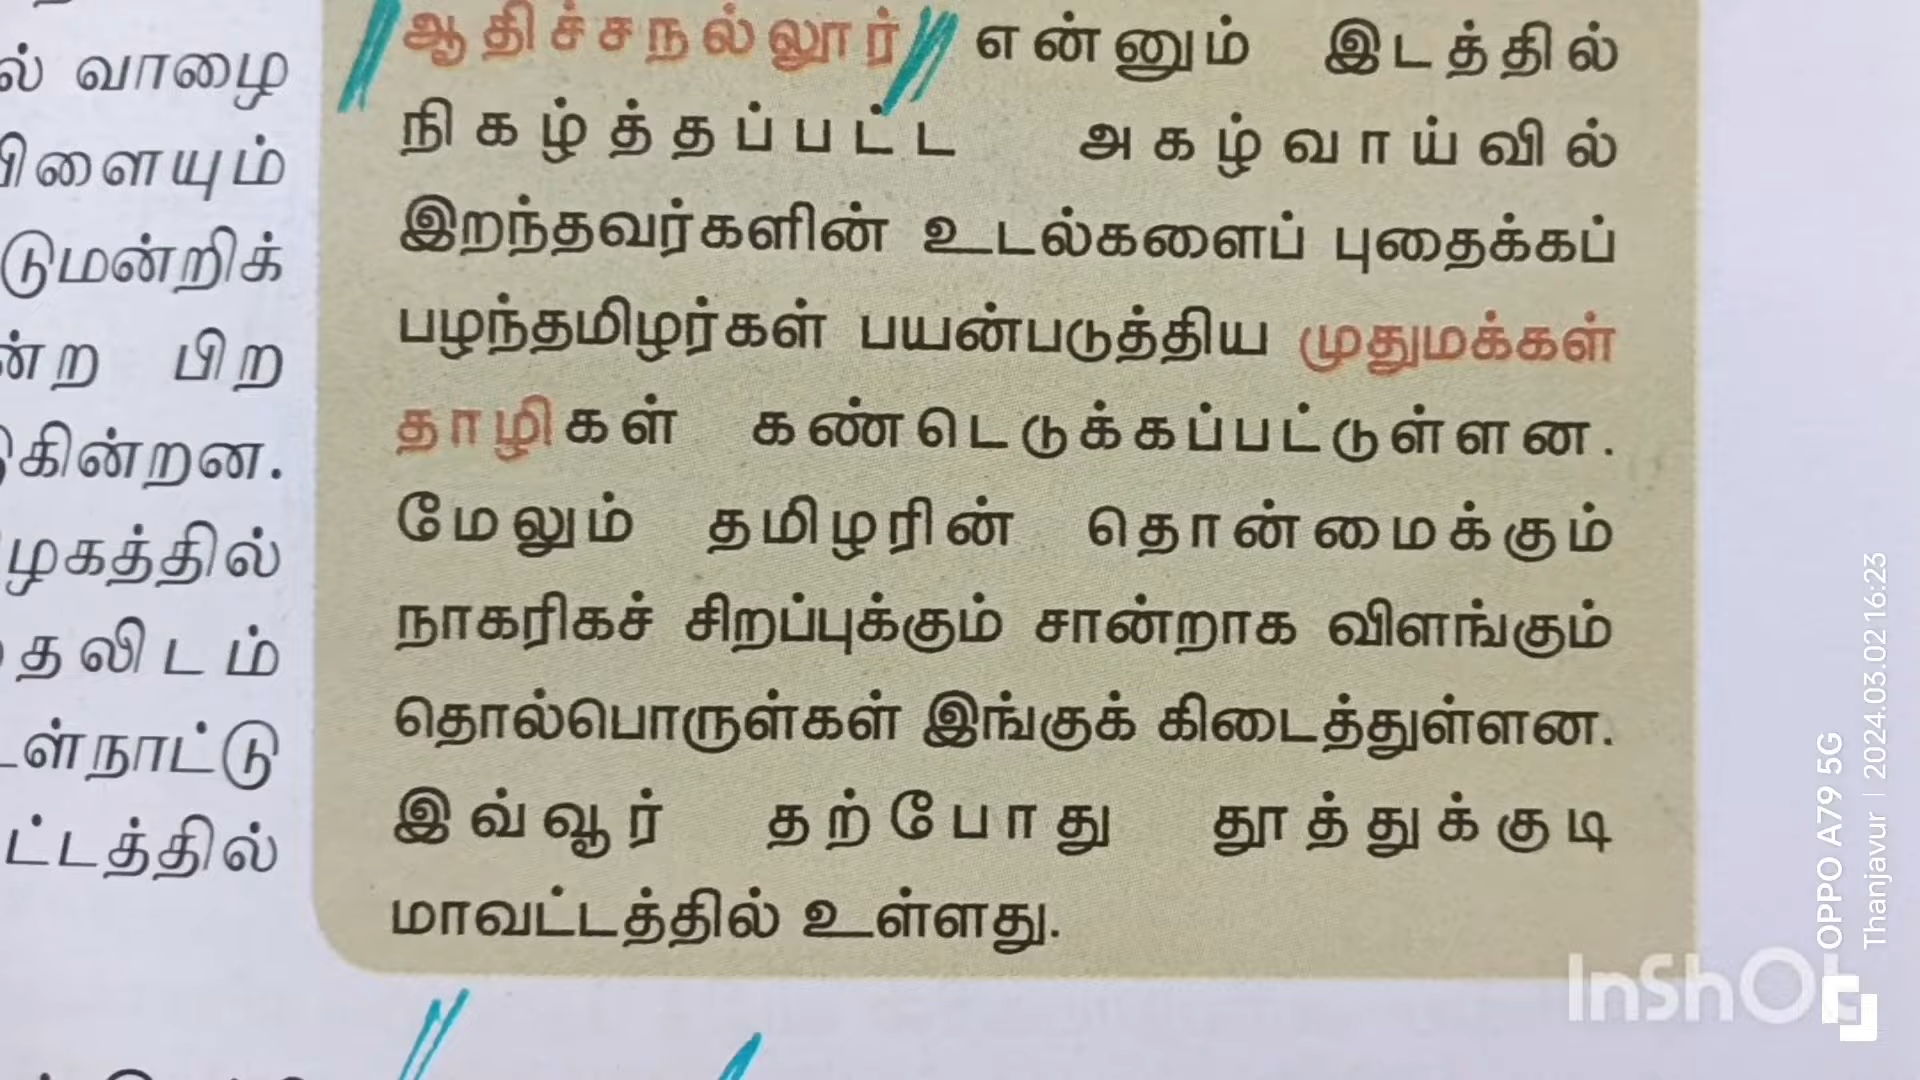 ல் வாழை
விளையும்
டுமன்றிக்
ன்ற பிற
கின்றன.
ழகத்தில்
தலிடம்
உள்நாட்டு
ட்டத்தில்
ஆதிச்சநல்லூர் என்னும் இடத்தில்
நிகழ்த்தப்பட்ட அகழ்வாய்வில்
இறந்தவர்களின் உடல்களைப் புதைக்கப்
பழந்தமிழர்கள் பயன்படுத்திய முதுமக்கள்
தாழிகள் கண்டெடுக்கப்பட்டுள்ளன.
மேலும் தமிழரின் தொன்மைக்கும்
நாகரிகச் சிறப்புக்கும் சான்றாக விளங்கும்
தொல்பொருள்கள் இங்குக் கிடைத்துள்ளன.
இவ்வூர் தற்போது தூத்துக்குடி
மாவட்டத்தில் உள்ளது.
InShOt
OPPO A79 5G
Thanjavur | 2024.03.02 16:23